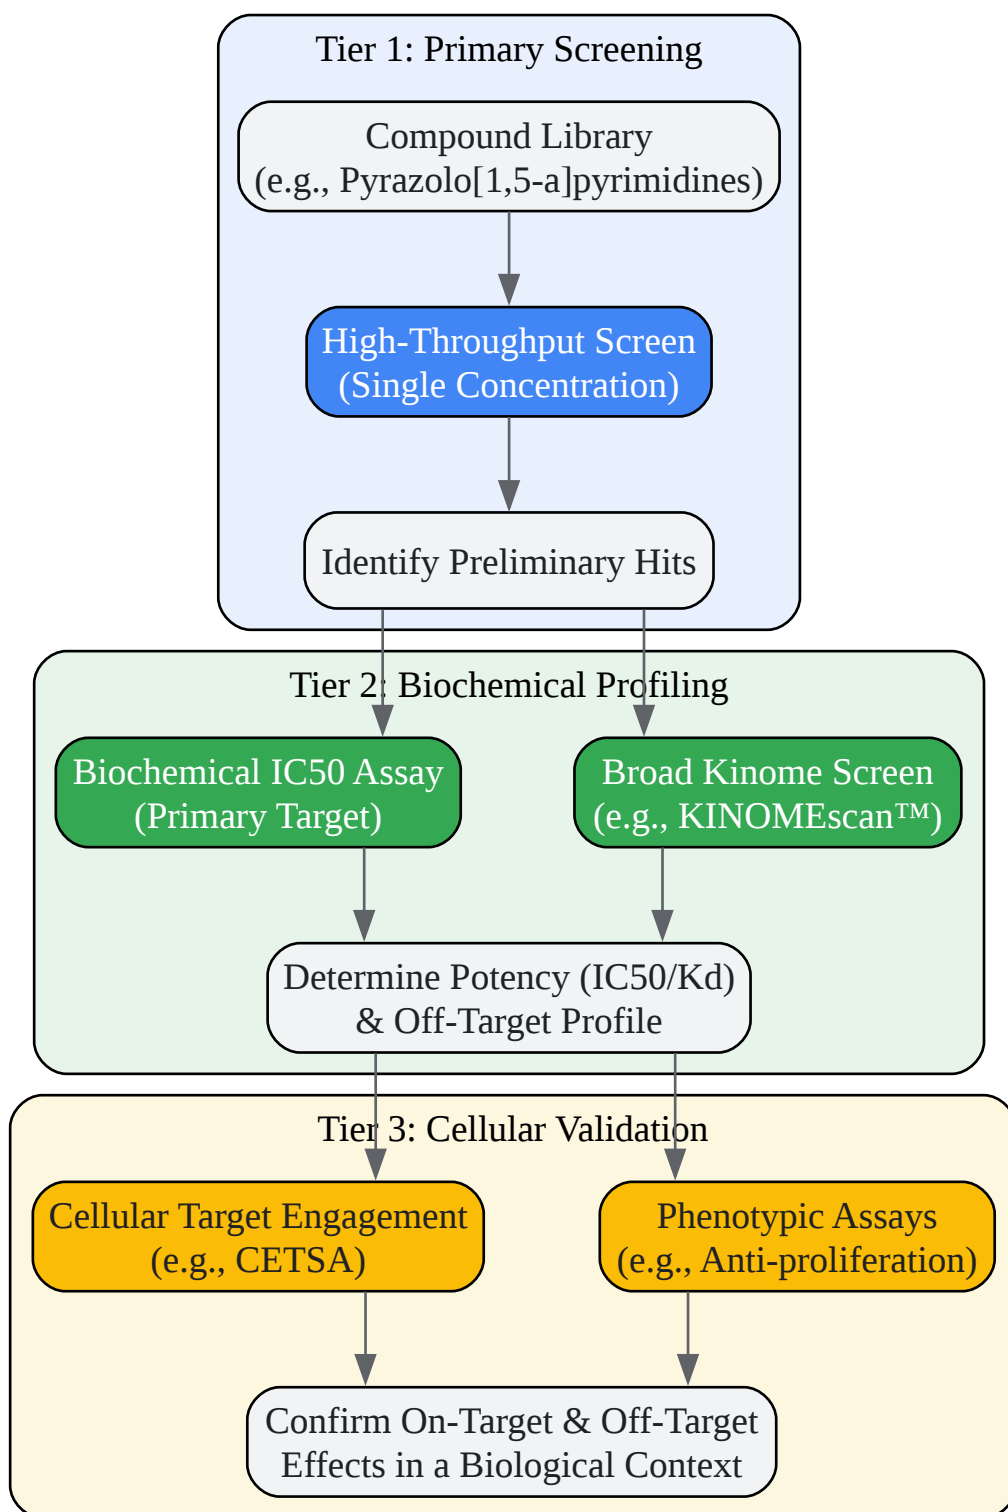 Tier 1: Primary Screening
Compound Library
(e.g., Pyrazolo[1,5-a]pyrimidines)
High-Throughput Screen
(Single Concentration)
Identify Preliminary Hits
Tier 2: Biochemical Profiling
Biochemical IC50 Assay
(Primary Target)
Broad Kinome Screen
(e.g., KINOMEscan™)
Determine Potency (IC50/Kd)
& Off-Target Profile
Tier 3: Cellular Validation
Cellular Target Engagement
(e.g., CETSA)
Phenotypic Assays
(e.g., Anti-proliferation)
Confirm On-Target & Off-Target
Effects in a Biological Context